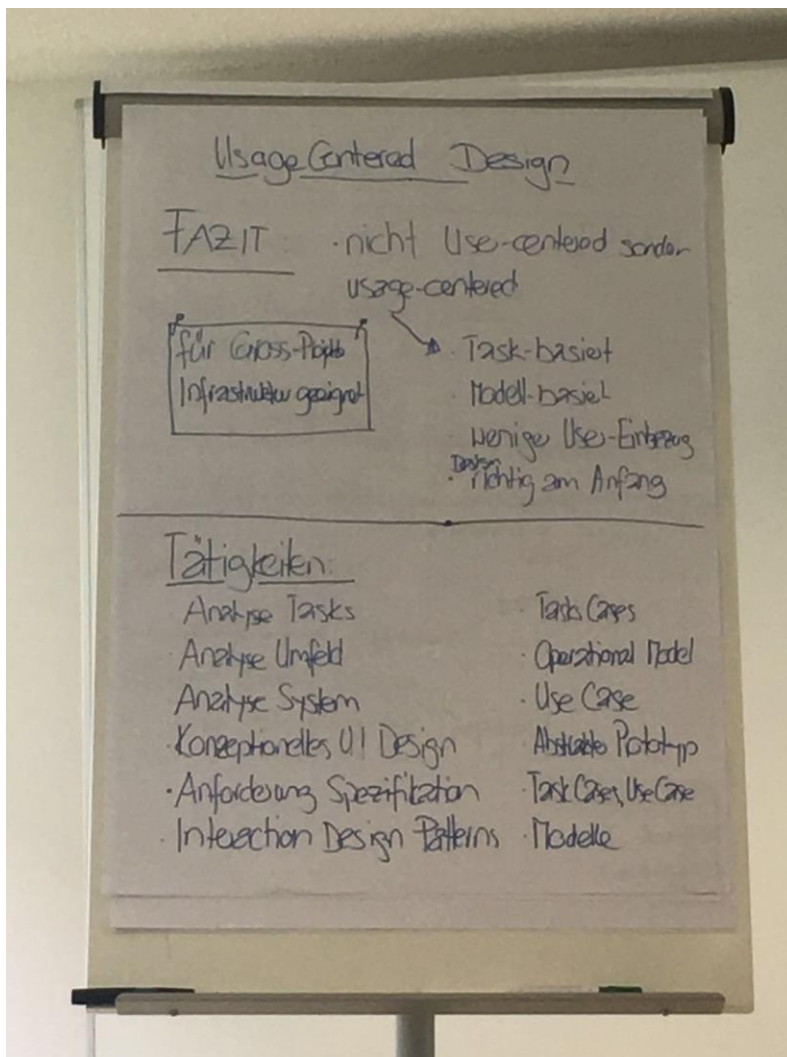 Usage Centered Design
FAZIT: · nicht Use-centered sonder
usage-centered
für Gross-Projekte
Infrastruktur geeignet
· Task-basiert
· Modell-basiert
· wenige User-Einbezug
Design
· richtig am Anfang
Tätigkeiten:
· Analyse Tasks · Tasks Cases
· Analyse Umfeld · Operational Model
Analyse System · Use Case
· Konzeptionelles UI Design · Abstrakte Prototyp
· Anforderung Spezifikation · Task Cases, Use Case
· Interaction Design Patterns · Modelle